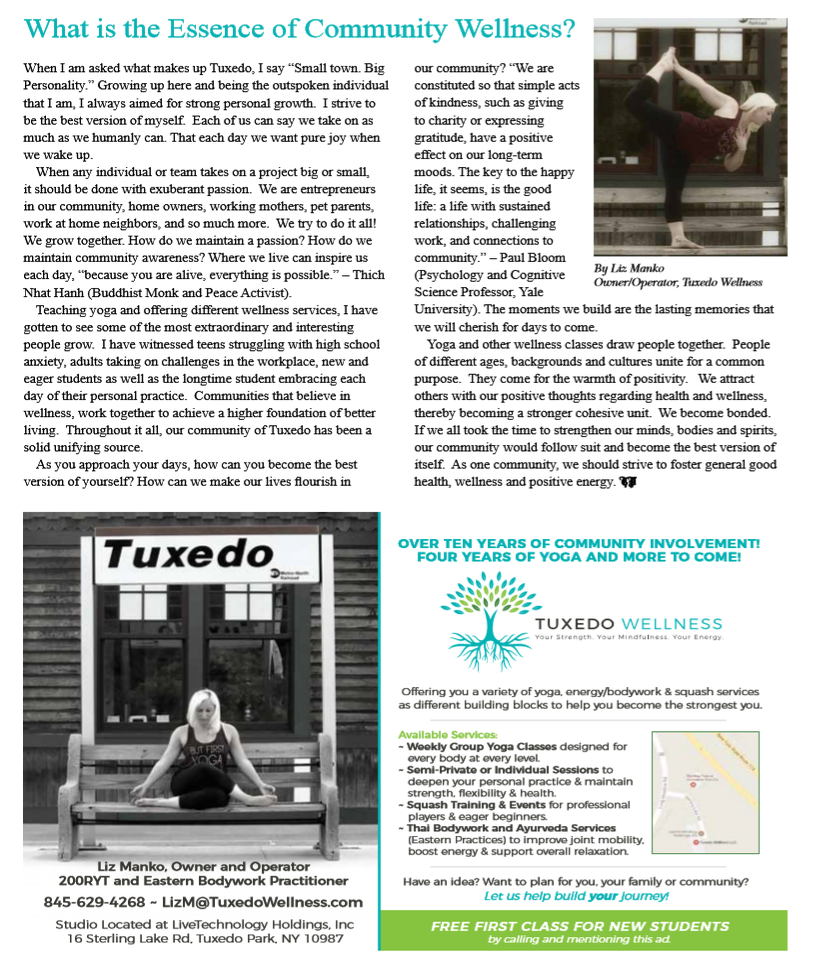 What is the Essence of Community Wellness?
When I am asked what makes up Tuxedo, I say “Small town. Big
Personality.” Growing up here and being the outspoken individual
that I am, I always aimed for strong personal growth. I strive to
be the best version of myself. Each of us can say we take on as
much as we humanly can. That each day we want pure joy when
we wake up.
When any individual or team takes on a project big or small,
it should be done with exuberant passion. We are entrepreneurs
in our community, home owners, working mothers, pet parents,
work at home neighbors, and so much more. We try to do it all!
We grow together. How do we maintain a passion? How do we
maintain community awareness? Where we live can inspire us
each day, “because you are alive, everything is possible.” – Thich
Nhat Hanh (Buddhist Monk and Peace Activist).
Teaching yoga and offering different wellness services, I have
gotten to see some of the most extraordinary and interesting
people grow. I have witnessed teens struggling with high school
anxiety, adults taking on challenges in the workplace, new and
eager students as well as the longtime student embracing each
day of their personal practice. Communities that believe in
wellness, work together to achieve a higher foundation of better
living. Throughout it all, our community of Tuxedo has been a
solid unifying source.
As you approach your days, how can you become the best
version of yourself? How can we make our lives flourish in
our community? “We are
constituted so that simple acts
of kindness, such as giving
to charity or expressing
gratitude, have a positive
effect on our long-term
moods. The key to the happy
life, it seems, is the good
life: a life with sustained
relationships, challenging
work, and connections to
community.” – Paul Bloom
(Psychology and Cognitive
Science Professor, Yale
University). The moments we build are the lasting memories that
we will cherish for days to come.
Yoga and other wellness classes draw people together. People
of different ages, backgrounds and cultures unite for a common
purpose. They come for the warmth of positivity. We attract
others with our positive thoughts regarding health and wellness,
thereby becoming a stronger cohesive unit. We become bonded.
If we all took the time to strengthen our minds, bodies and spirits,
our community would follow suit and become the best version of
itself. As one community, we should strive to foster general good
health, wellness and positive energy.
By Liz Manko
Owner/Operator, Tuxedo Wellness
Tuxedo
Metro-North
Railroad
BUT FIRST
YOGA
Liz Manko, Owner and Operator
200RYT and Eastern Bodywork Practitioner
845-629-4268 ~ LizM@TuxedoWellness.com
Studio Located at LiveTechnology Holdings, Inc
16 Sterling Lake Rd, Tuxedo Park, NY 10987
OVER TEN YEARS OF COMMUNITY INVOLVEMENT!
FOUR YEARS OF YOGA AND MORE TO COME!
TUXEDO WELLNESS
Your Strength. Your Mindfulness. Your Energy.
Offering you a variety of yoga, energy/bodywork & squash services
as different building blocks to help you become the strongest you.
Available Services:
~ Weekly Group Yoga Classes designed for
every body at every level.
~ Semi-Private or Individual Sessions to
deepen your personal practice & maintain
strength, flexibility & health.
~ Squash Training & Events for professional
players & eager beginners.
~ Thai Bodywork and Ayurveda Services
(Eastern Practices) to improve joint mobility,
boost energy & support overall relaxation.
Have an idea? Want to plan for you, your family or community?
Let us help build your journey!
FREE FIRST CLASS FOR NEW STUDENTS
by calling and mentioning this ad.